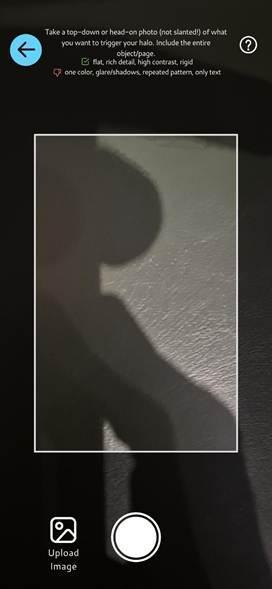 Take a top-down or head-on photo (not slanted!) of what
you want to trigger your halo. Include the entire
object/page.
flat, rich detail, high contrast, rigid
one color, glare/shadows, repeated pattern, only text
Upload
Image